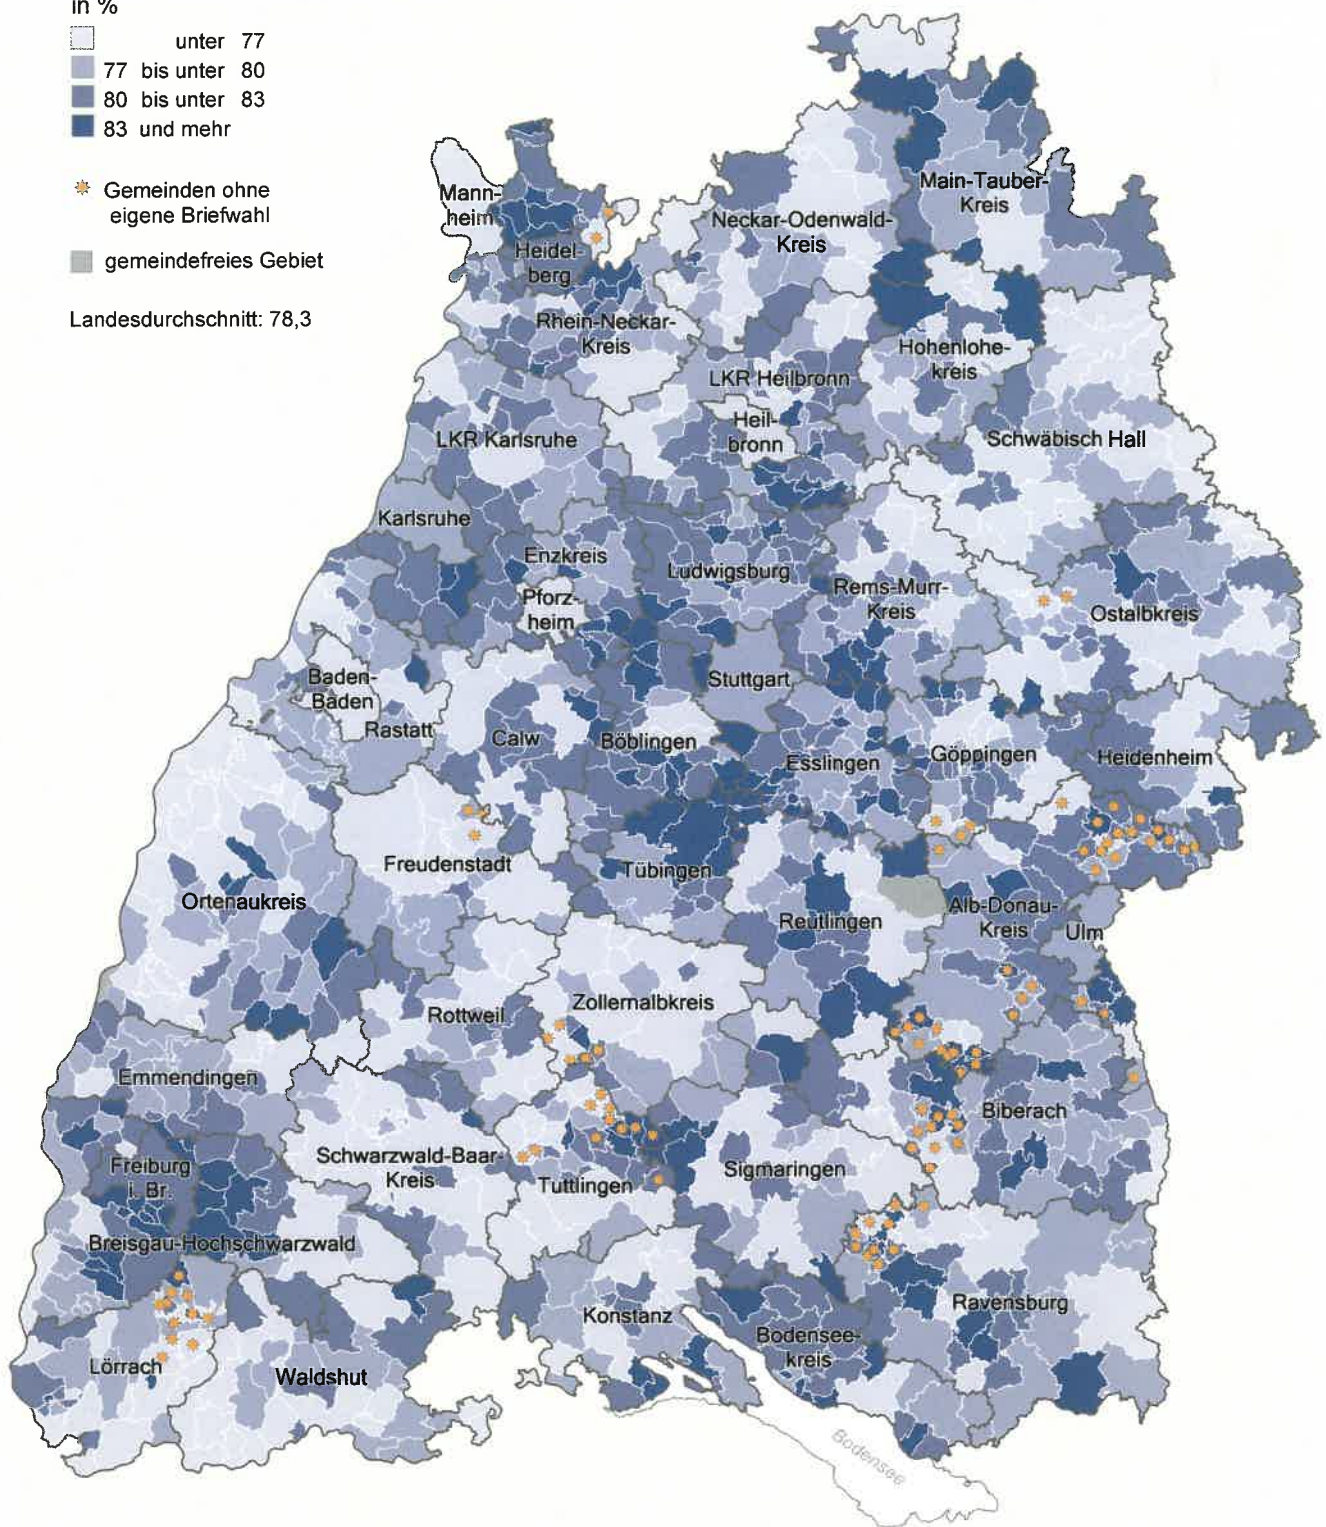 in %
unter 77
77 bis unter 80
80 bis unter 83
83 und mehr
Gemeinden ohne
eigene Briefwahl
gemeindefreies Gebiet
Landesdurchschnitt: 78,3
Mann-
heim
Heidel-
berg
Main-Tauber-
Kreis
Neckar-Odenwald-
Kreis
Rhein-Neckar-
Kreis
Hohenlohe-
kreis
LKR Heilbronn
Heil-
bronn
LKR Karlsruhe
Schwäbisch Hall
Karlsruhe
Enzkreis
Ludwigsburg
Pforz-
heim
Rems-Murr-
Kreis
Ostalbkreis
Baden-
Baden
Stuttgart
Rastatt
Calw
Böblingen
Esslingen
Göppingen
Heidenheim
Freudenstadt
Tübingen
Ortenaukreis
Reutlingen
Alb-Donau-
Kreis
Ulm
Rottweil
Zollernalbkreis
Emmendingen
Biberach
Freiburg
i. Br.
Schwarzwald-Baar-
Kreis
Tuttlingen
Sigmaringen
Breisgau-Hochschwarzwald
Konstanz
Ravensburg
Bodensee-
kreis
Lörrach
Waldshut
Bodensee